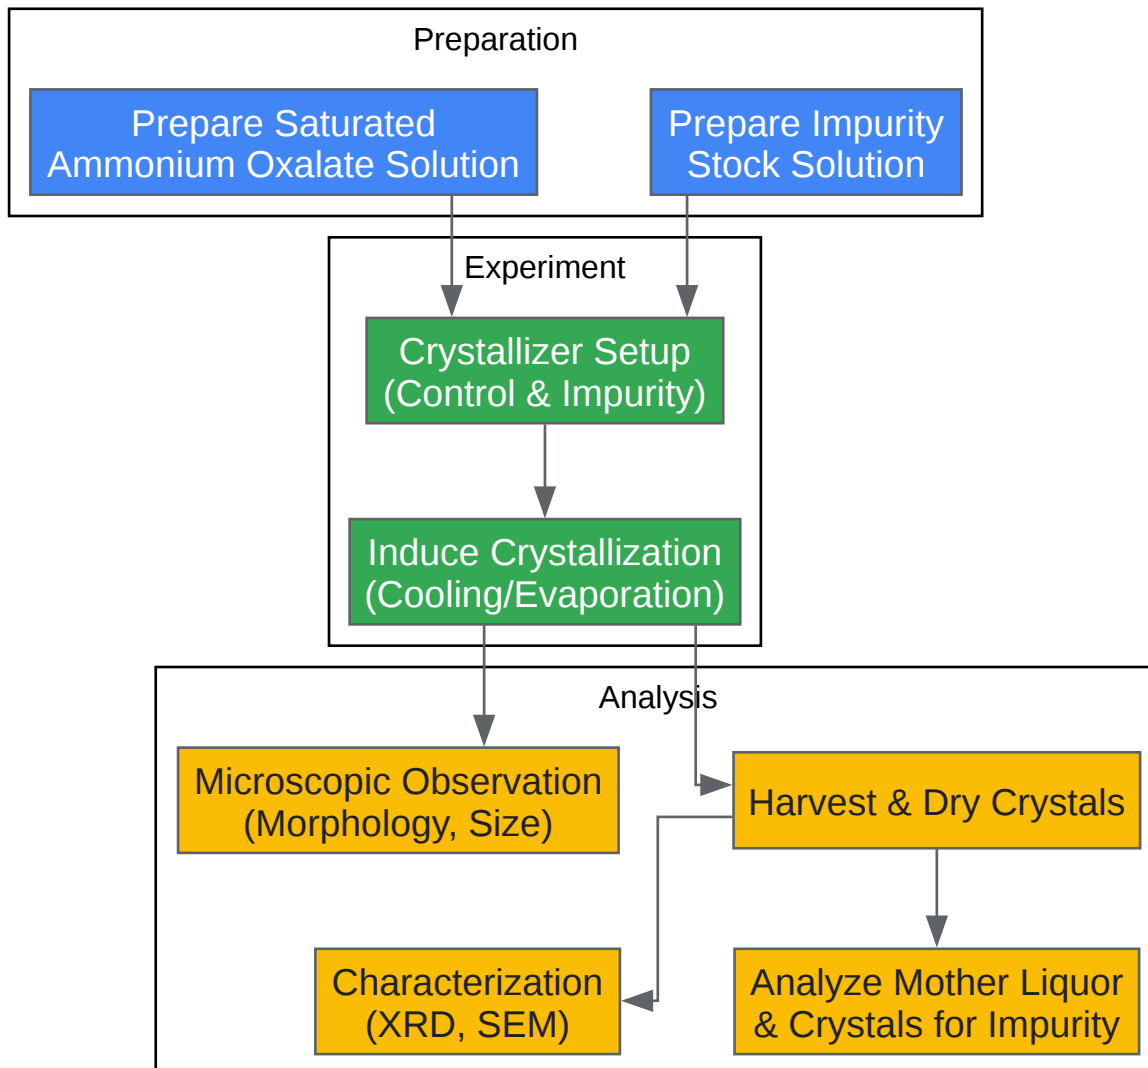 Preparation
Prepare Saturated
Ammonium Oxalate Solution
Prepare Impurity
Stock Solution
Experiment
Crystallizer Setup
(Control & Impurity)
Induce Crystallization
(Cooling/Evaporation)
Analysis
Microscopic Observation
(Morphology, Size)
Harvest & Dry Crystals
Characterization
(XRD, SEM)
Analyze Mother Liquor
& Crystals for Impurity